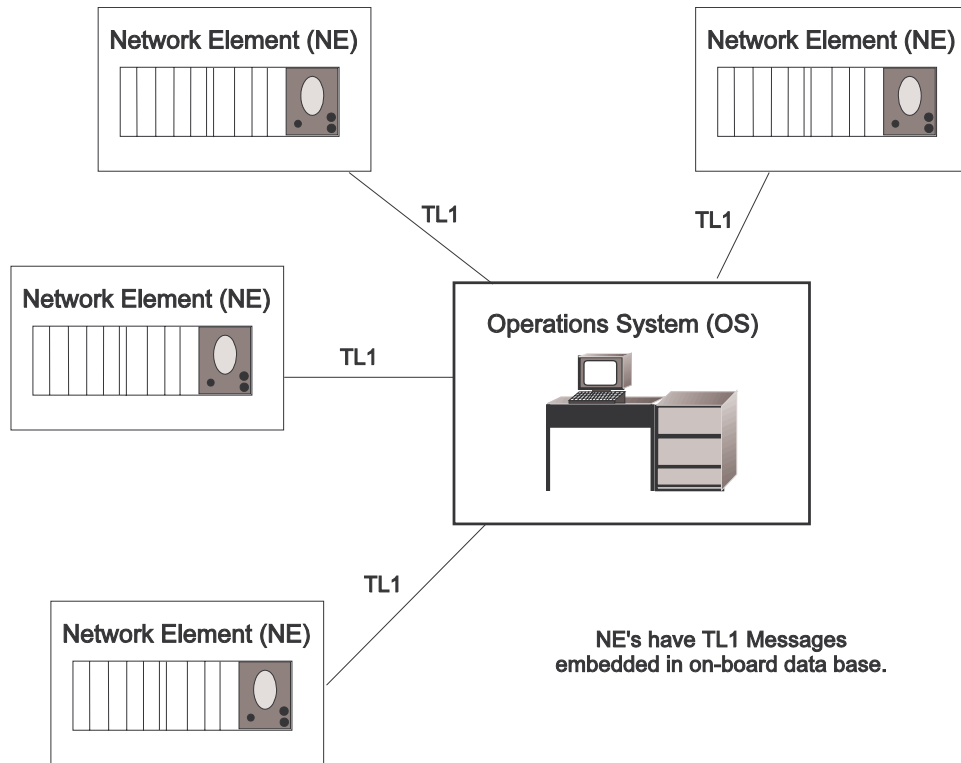 Network Element (NE)
Network Element (NE)
TL1
TL1
Network Element (NE)
TL1
Operations System (OS)
TL1
Network Element (NE)
NE's have TL1 Messages
embedded in on-board data base.